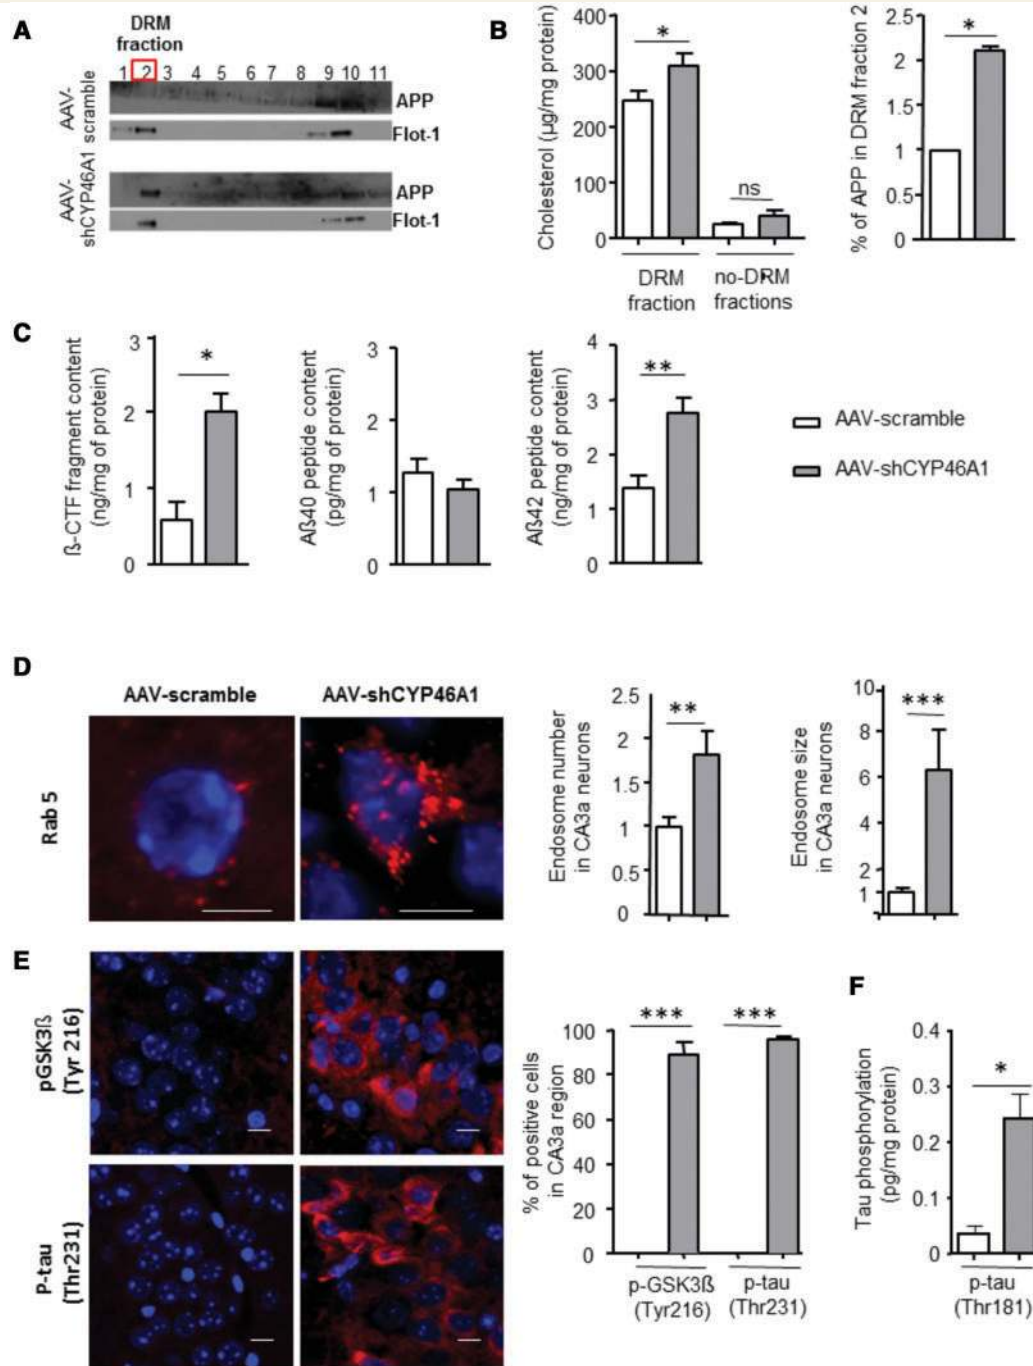 A
DRM
fraction
1 2 3 4 5 6 7 8 9 10 11
AAV-
scramble
APP
Flot-1
AAV-
shCYP46A1
APP
Flot-1
B
Cholesterol (µg/mg protein)
400
300
200
400
0
*
ns
DRM
fraction
no-DRM
fractions
% of APP in DRM fraction 2
2.5
2
1
0.5
0
*
C
ß-CTF fragment content
(ng/mg of protein)
3
2
1
0
*
Aß40 peptide content
(pg/mg of protein)
3
2
1
0
Aß42 peptide content
(ng/mg of protein)
4
3
2
1
0
**
AAV-scramble
AAV-shCYP46A1
D
AAV-scramble
AAV-shCYP46A1
Rab 5
Endosome number
in CA3a neurons
2.5
2
1.5
1
0.5
0
**
Endosome size
in CA3a neurons
10
8
6
2
1
***
E
pGSK3ß
(Tyr 216)
P-tau
(Thr231)
% of positive cells
in CA3a region
100
80
60
40
20
0
***
***
p-GSK3ß
(Tyr216)
p-tau
(Thr231)
F
Tau phosphorylation
(pg/mg protein)
0.4
0.3
0.2
0.1
0
*
p-tau
(Thr181)